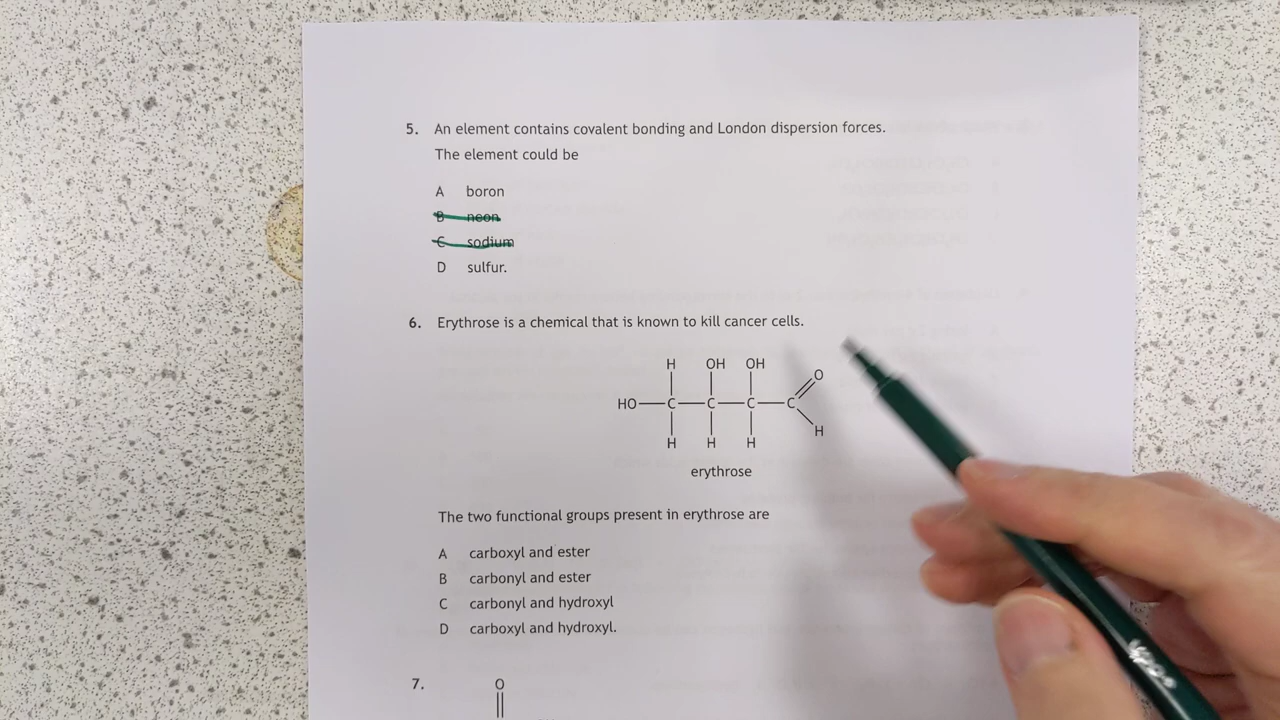 5. An element contains covalent bonding and London dispersion forces.
The element could be
A boron
B neon
C sodium
D sulfur.
6. Erythrose is a chemical that is known to kill cancer cells.
H OH OH
O
HO C C C C
H
H H H
erythrose
The two functional groups present in erythrose are
A carboxyl and ester
B carbonyl and ester
C carbonyl and hydroxyl
D carboxyl and hydroxyl.
7.
O